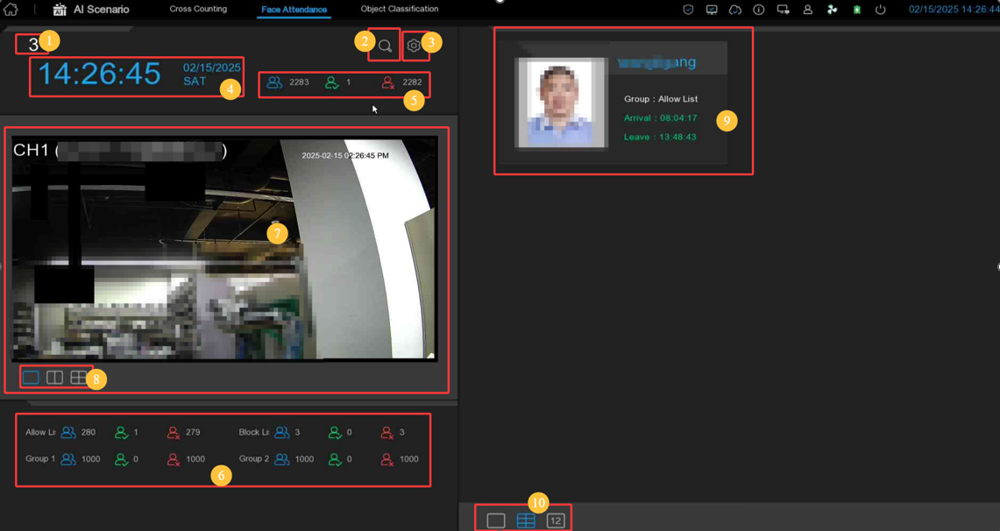 AI Scenario
Cross Counting
Face Attendance
Object Classification
02/15/2025 14:26:44
3
1
2
3
14:26:45
02/15/2025
SAT
4
2283
1
2282
5
CH1 ( )
2025-02-15 02:26:45 PM
7
8
Allow Li: 280 1 279
Block Li: 3 0 3
Group 1 1000 0 1000
Group 2 1000 0 1000
6
Group : Allow List
Arrival : 08:04:17
Leave : 13:48:43
9
10
12